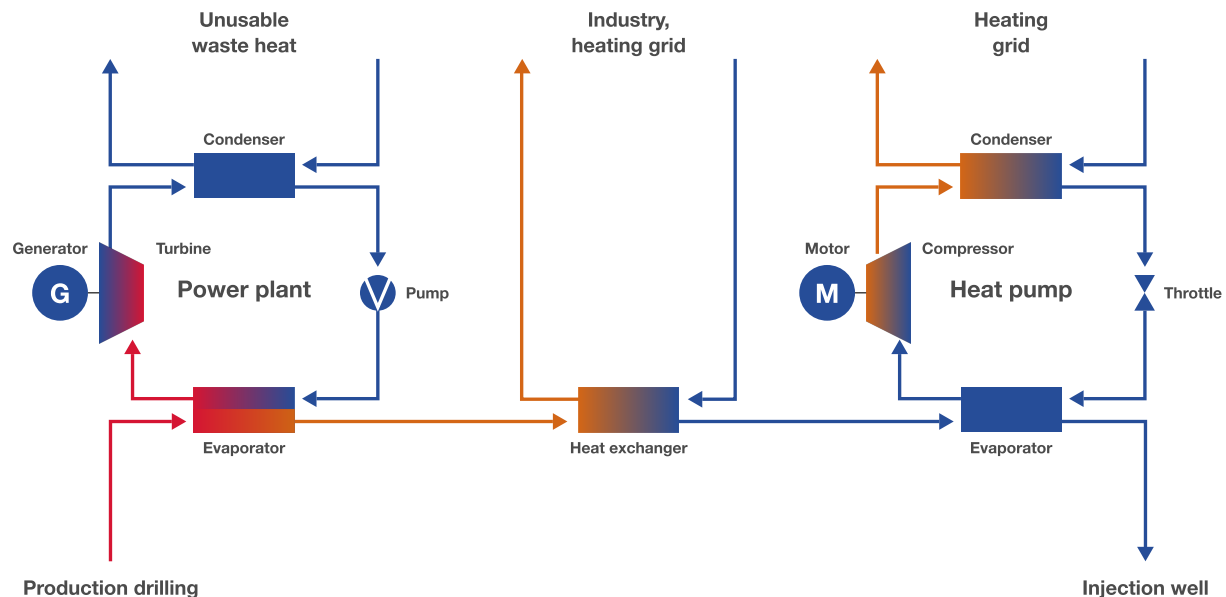 Unusable
waste heat
Industry,
heating grid
Heating
grid
Condenser
Condenser
Generator
Turbine
Motor
Compressor
G
Power plant
Pump
M
Heat pump
Throttle
Evaporator
Heat exchanger
Evaporator
Production drilling
Injection well